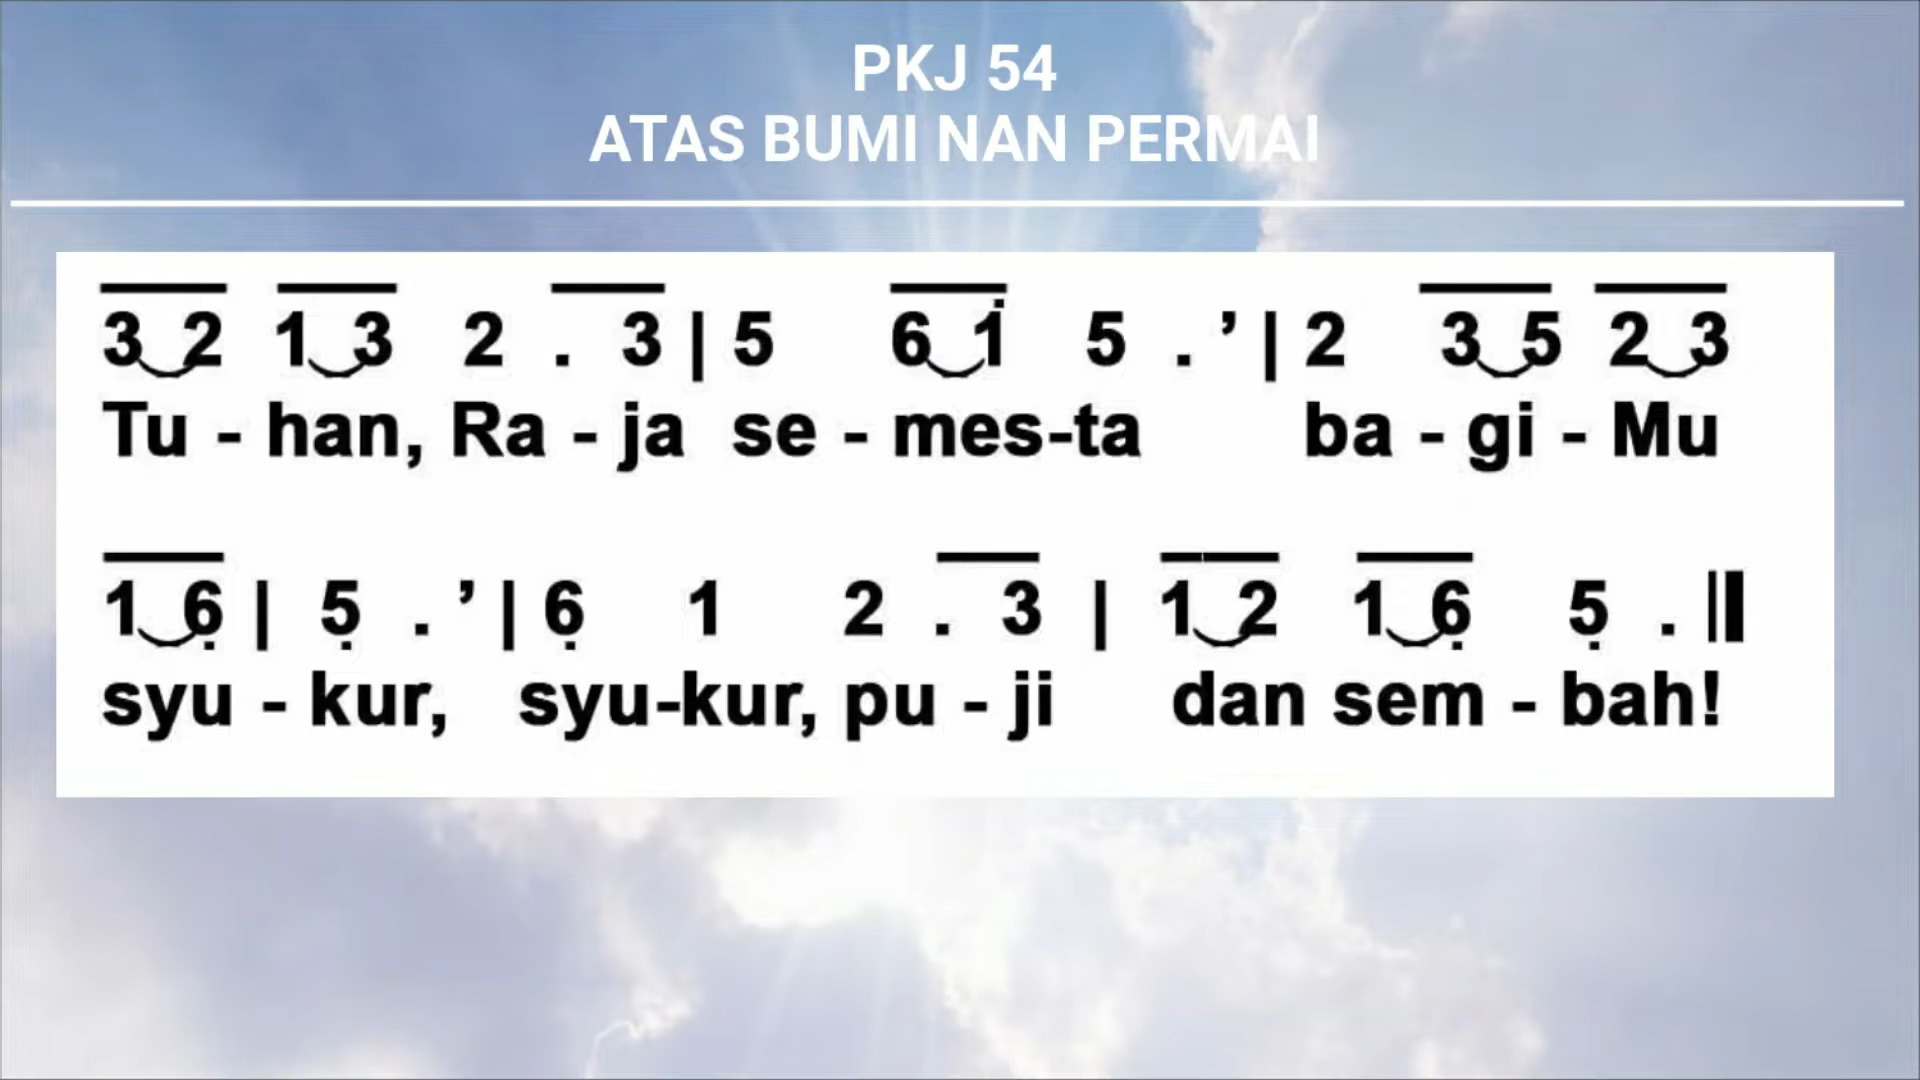 PKJ 54
ATAS BUMI NAN PERMAI
3 2 1 3 2 . 3 | 5 6 1̇ 5 . ’ | 2 3 5 2 3
Tu - han, Ra - ja se - mes-ta ba - gi - Mu
1 6̣ | 5̣ . ’ | 6̣ 1 2 . 3 | 1 2 1 6̣ 5̣ . ||
syu - kur, syu-kur, pu - ji dan sem - bah!